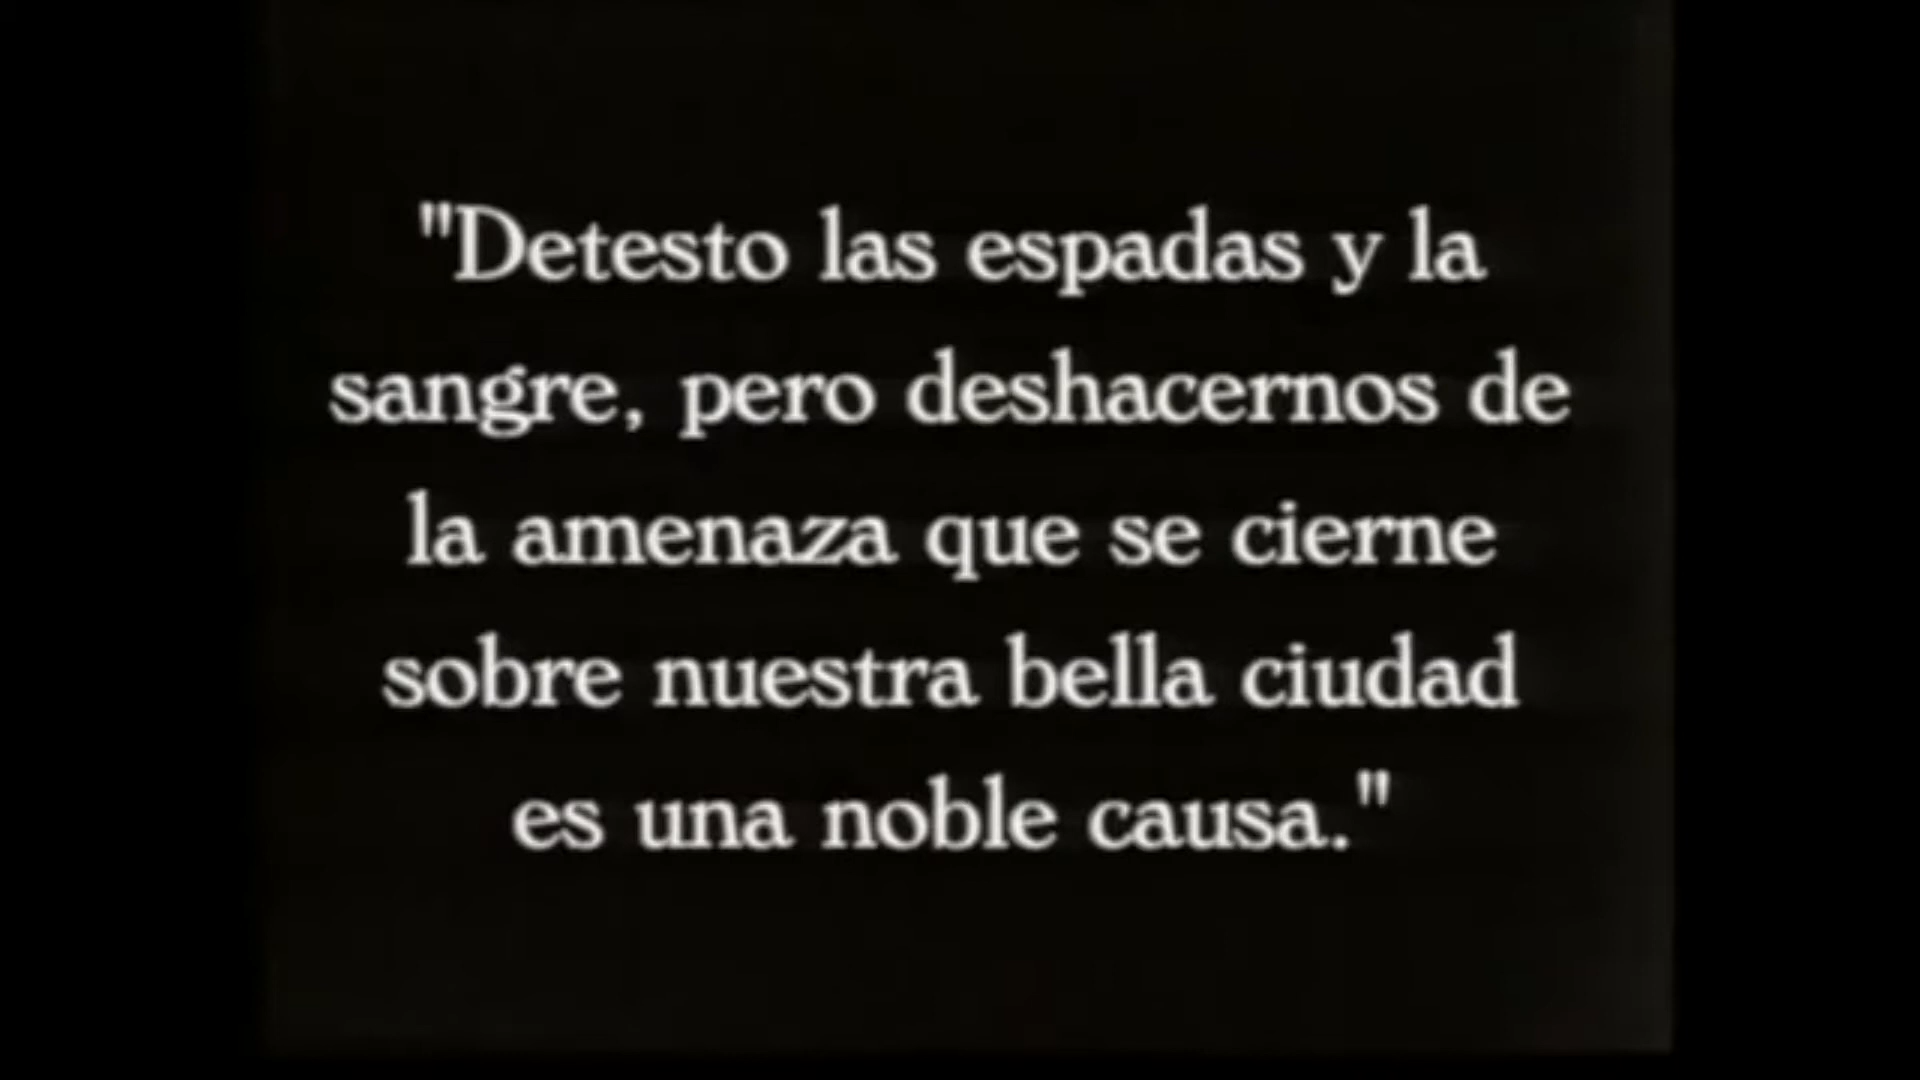 "Detesto las espadas y la
sangre, pero deshacernos de
la amenaza que se cierne
sobre nuestra bella ciudad
es una noble causa."